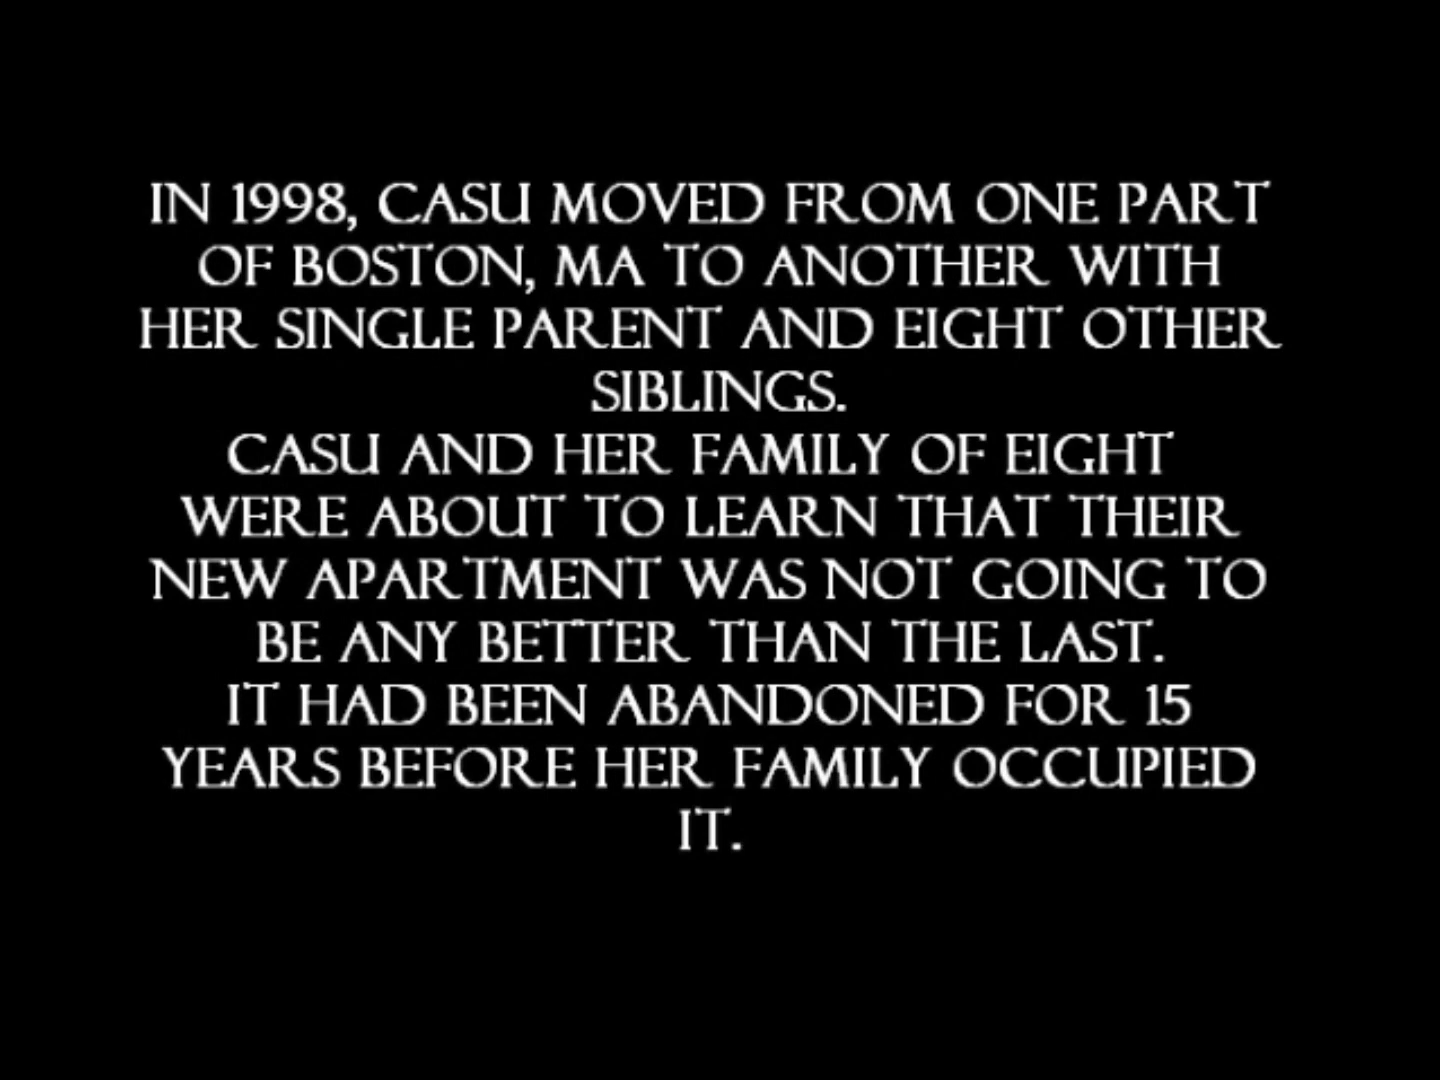 IN 1998, CASU MOVED FROM ONE PART
OF BOSTON, MA TO ANOTHER WITH
HER SINGLE PARENT AND EIGHT OTHER
SIBLINGS.
CASU AND HER FAMILY OF EIGHT
WERE ABOUT TO LEARN THAT THEIR
NEW APARTMENT WAS NOT GOING TO
BE ANY BETTER THAN THE LAST.
IT HAD BEEN ABANDONED FOR 15
YEARS BEFORE HER FAMILY OCCUPIED
IT.